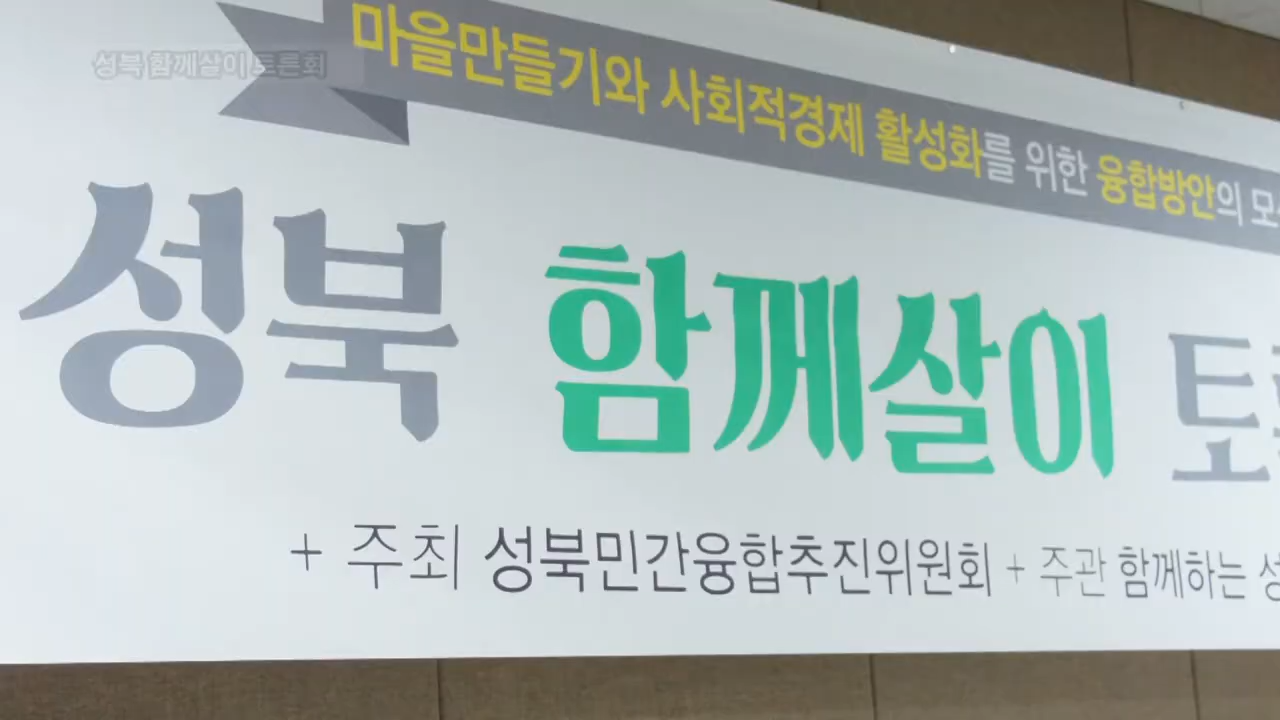 성북 함께살이 토론회
마을만들기와 사회적경제 활성화를 위한 융합방안의
성북 함께살이
+ 주최 성북민간융합추진위원회 + 주관 함께하는